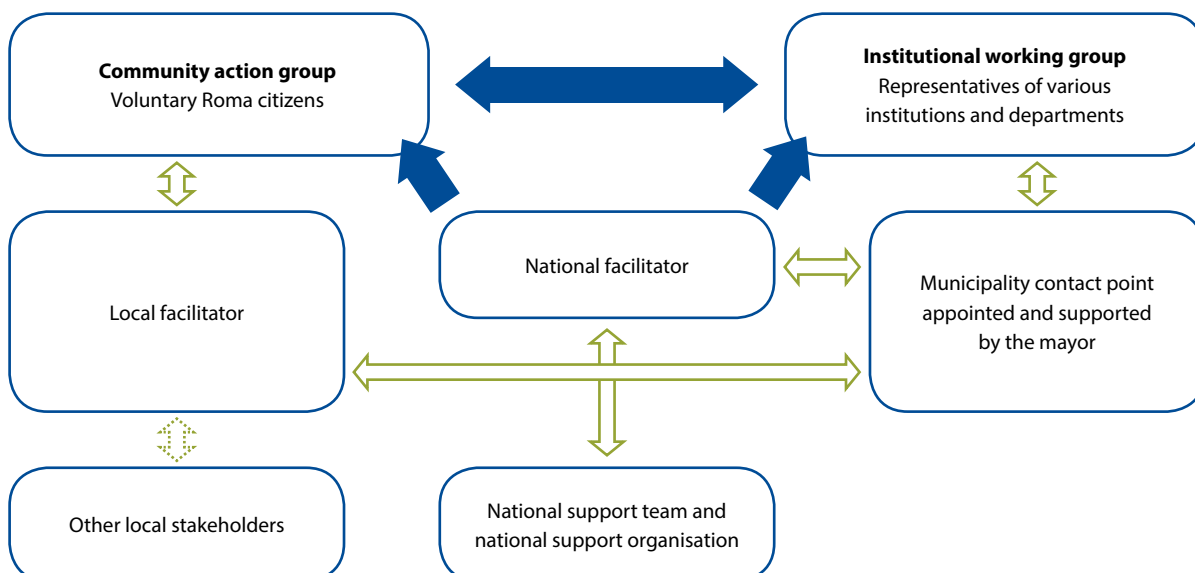 Community action group
Voluntary Roma citizens
Institutional working group
Representatives of various
institutions and departments
National facilitator
Local facilitator
Municipality contact point
appointed and supported
by the mayor
Other local stakeholders
National support team and
national support organisation